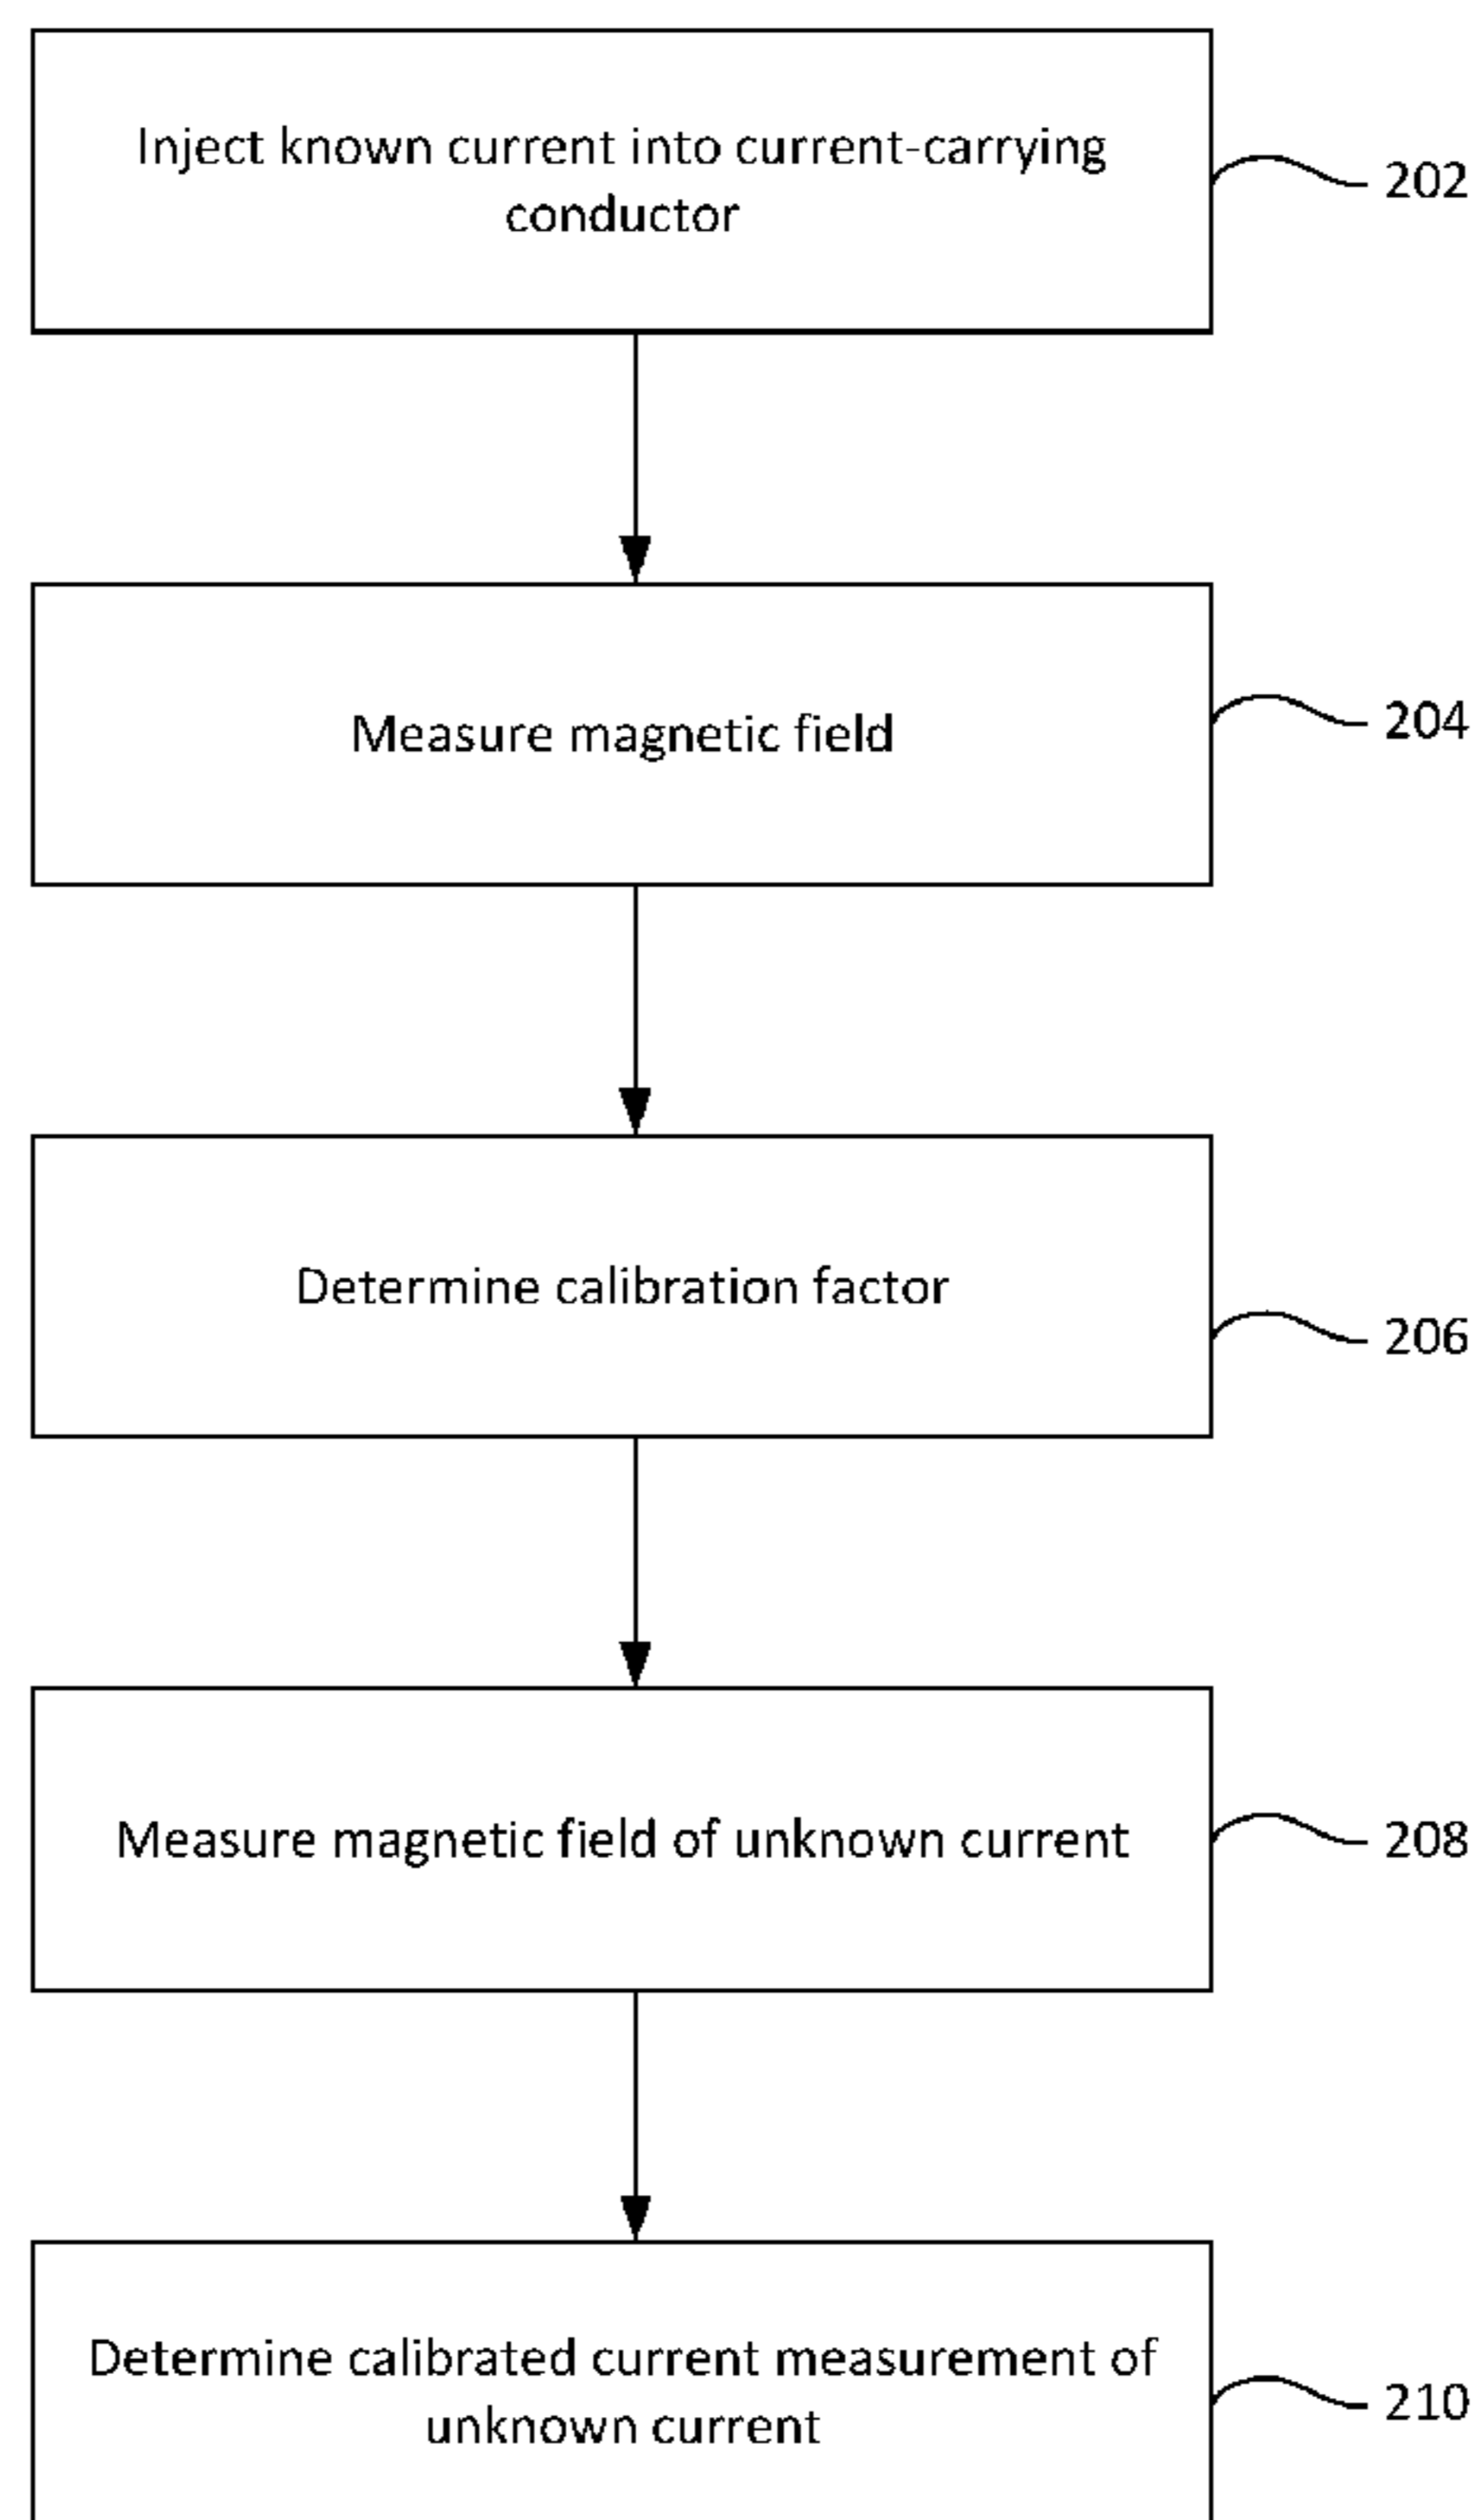 Inject known current into current-carrying
conductor
202
Measure magnetic field
204
Determine calibration factor
206
Measure magnetic field of unknown current
208
Determine calibrated current measurement of
unknown current
210